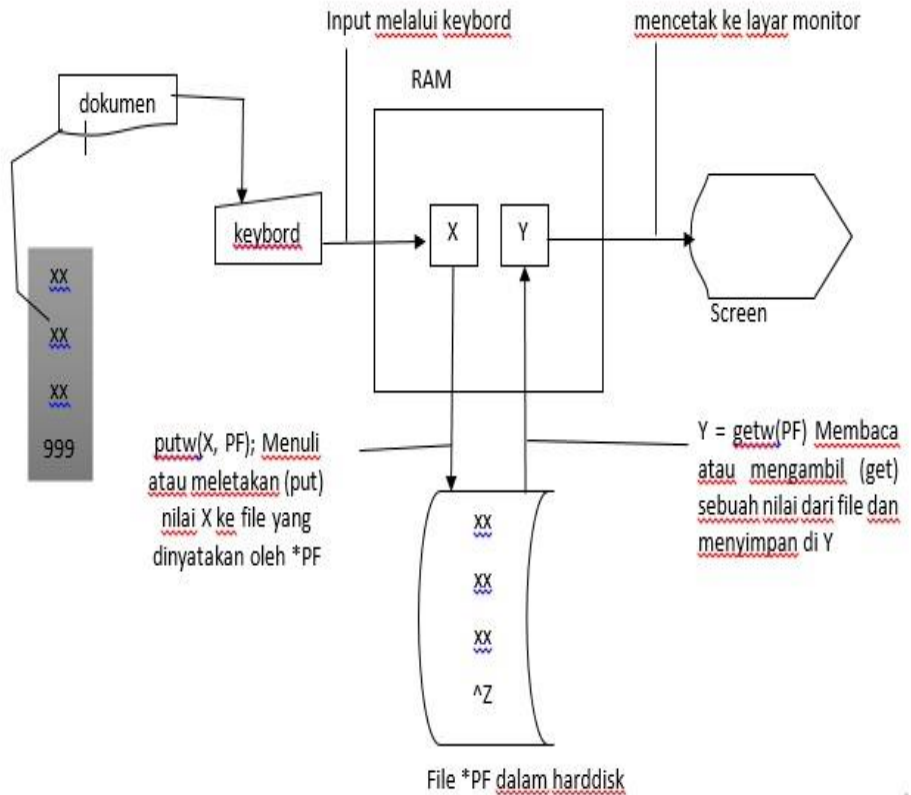 Input melalui keybord
mencetak ke layar monitor
RAM
dokumen
keybord
X
Y
Screen
xx
xx
xx
999
putw(X, PF); Menuli
atau meletakan (put)
nilai X ke file yang
dinyatakan oleh *PF
Y = getw(PF) Membaca
atau mengambil (get)
sebuah nilai dari file dan
menyimpan di Y
xx
xx
xx
^Z
File *PF dalam harddisk